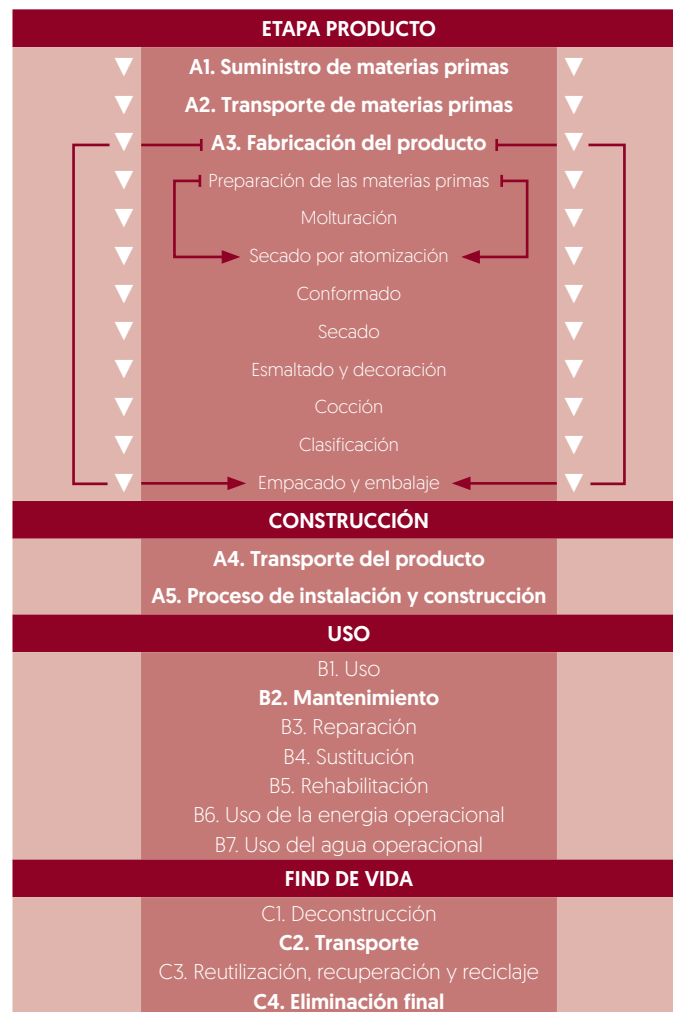 ETAPA PRODUCTO
A1. Suministro de materias primas
A2. Transporte de materias primas
A3. Fabricación del producto
Preparación de las materias primas
Molturación
Secado por atomización
Conformado
Secado
Esmaltado y decoración
Cocción
Clasificación
Empacado y embalaje
CONSTRUCCIÓN
A4. Transporte del producto
A5. Proceso de instalación y construcción
USO
B1. Uso
B2. Mantenimiento
B3. Reparación
B4. Sustitución
B5. Rehabilitación
B6. Uso de la energia operacional
B7. Uso del agua operacional
FIND DE VIDA
C1. Deconstrucción
C2. Transporte
C3. Reutilización, recuperación y reciclaje
C4. Eliminación final